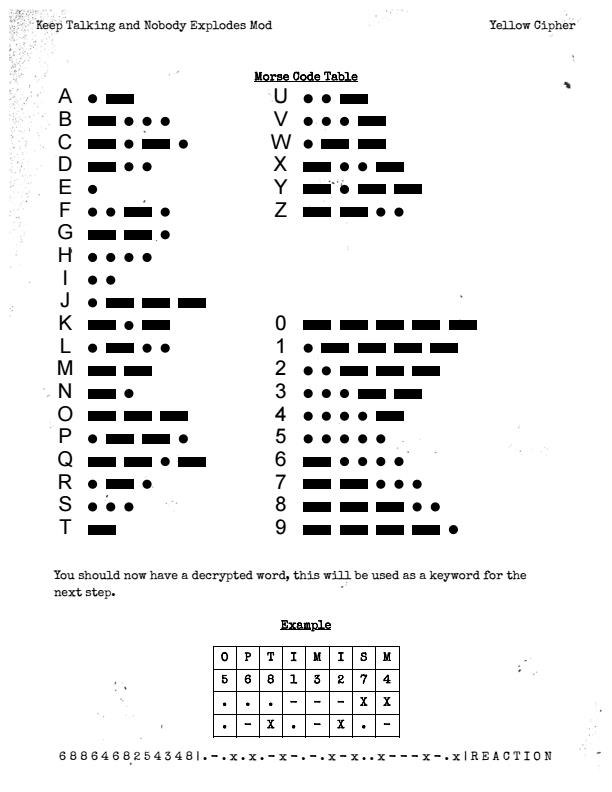 Keep Talking and Nobody Explodes Mod Yellow Cipher
Morse Code Table
A ● ▬ U ● ● ▬
B ▬ ● ● ● V ● ● ● ▬
C ▬ ● ▬ ● W ● ▬ ▬
D ▬ ● ● X ▬ ● ● ▬
E ● Y ▬ ● ▬ ▬
F ● ● ▬ ● Z ▬ ▬ ● ●
G ▬ ▬ ●
H ● ● ● ●
I ● ●
J ● ▬ ▬ ▬
K ▬ ● ▬ 0 ▬ ▬ ▬ ▬ ▬
L ● ▬ ● ● 1 ● ▬ ▬ ▬ ▬
M ▬ ▬ 2 ● ● ▬ ▬ ▬
N ▬ ● 3 ● ● ● ▬ ▬
O ▬ ▬ ▬ 4 ● ● ● ● ▬
P ● ▬ ▬ ● 5 ● ● ● ● ●
Q ▬ ▬ ● ▬ 6 ▬ ● ● ● ●
R ● ▬ ● 7 ▬ ▬ ● ● ●
S ● ● ● 8 ▬ ▬ ▬ ● ●
T ▬ 9 ▬ ▬ ▬ ▬ ●
You should now have a decrypted word, this will be used as a keyword for the
next step.
Example
O P T I M I S M
5 6 8 1 3 2 7 4
. . . - - - X X
. - X . - X . -
6886468254348|.-.x.x.-x-.-.x-x..x---x-.x|REACTION